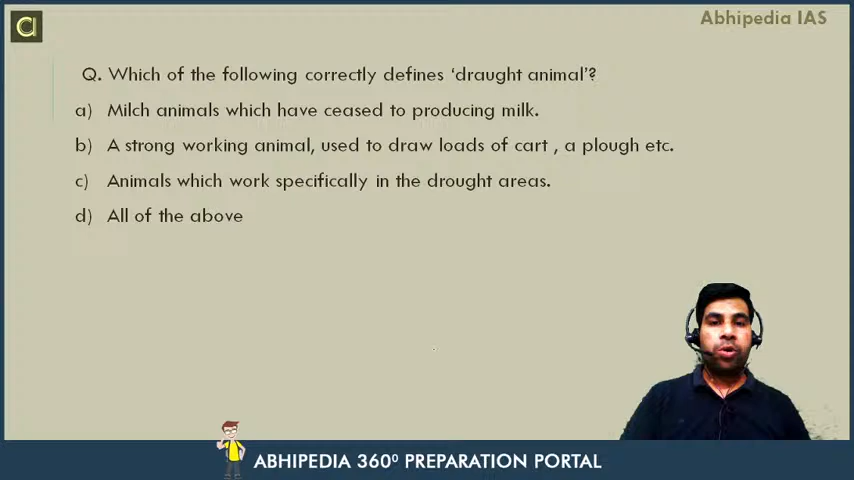 a
Abhipedia IAS
Q. Which of the following correctly defines ‘draught animal’?
a) Milch animals which have ceased to producing milk.
b) A strong working animal, used to draw loads of cart , a plough etc.
c) Animals which work specifically in the drought areas.
d) All of the above
ABHIPEDIA 360⁰ PREPARATION PORTAL